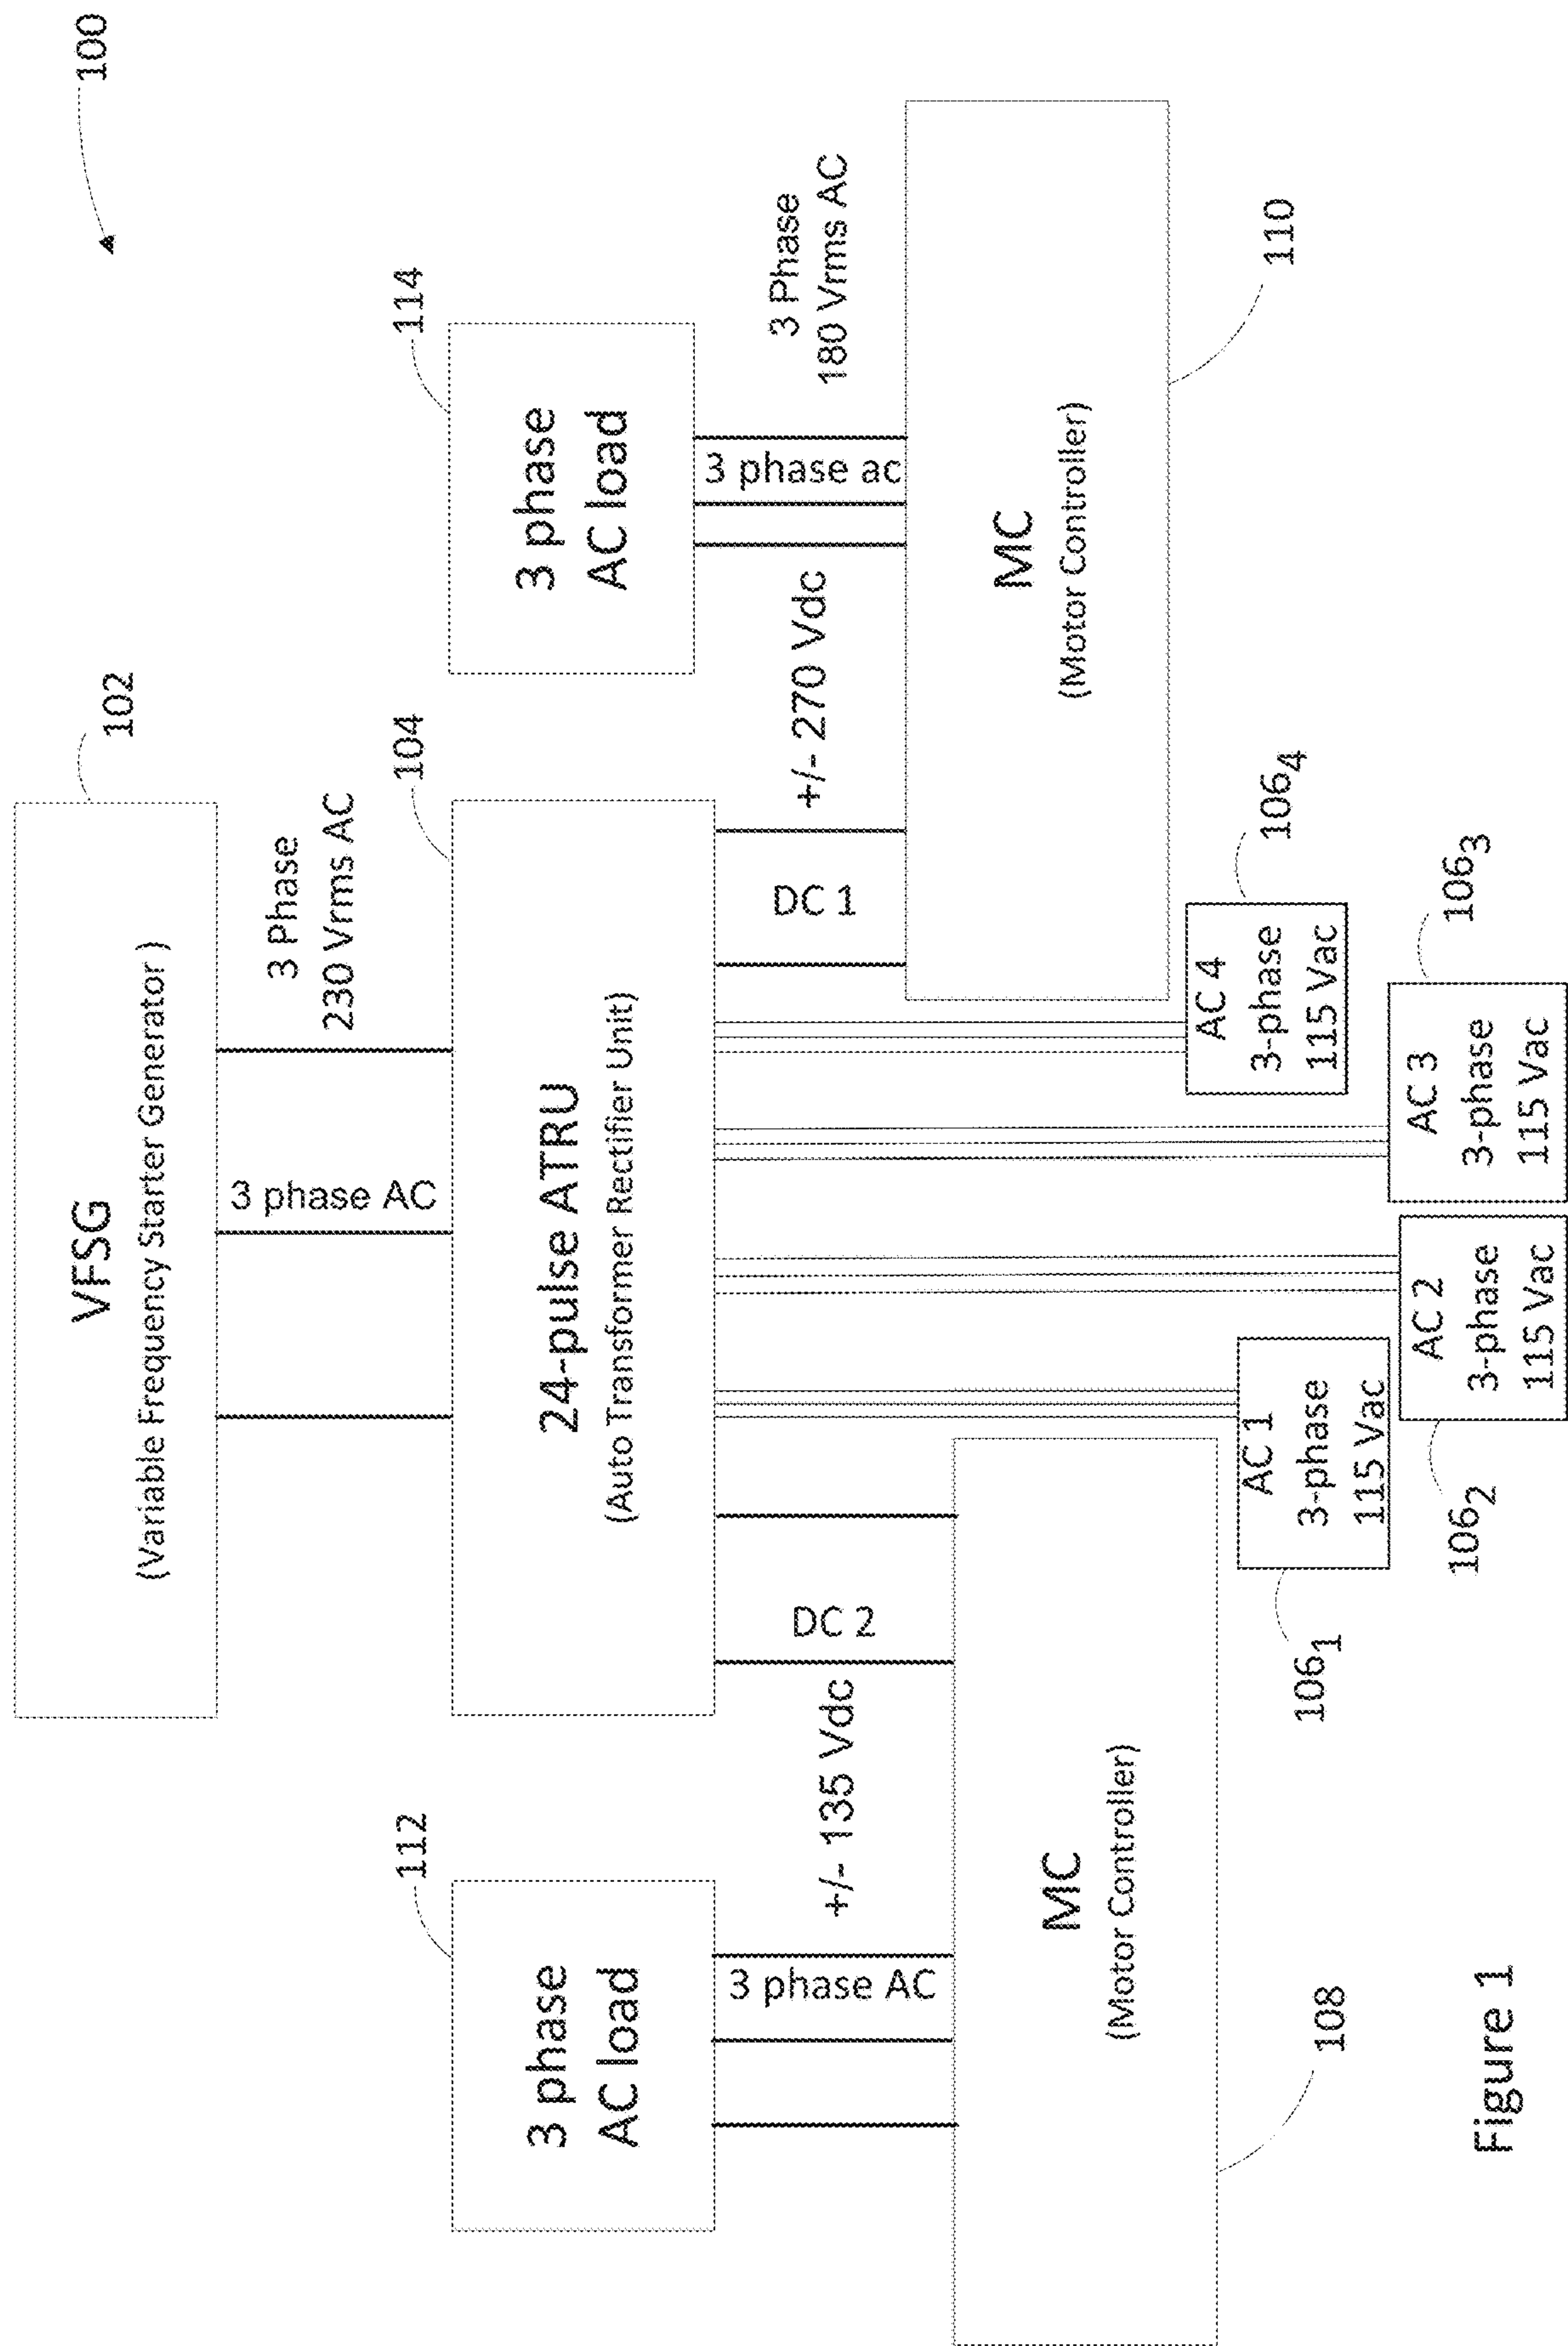 100
VFSG
(Variable Frequency Starter Generator )
102
3 phase AC
3 Phase
230 Vrms AC
112
3 phase
AC load
24-pulse ATRU
(Auto Transformer Rectifier Unit)
104
3 phase
AC load
114
3 phase AC
+/- 135 Vdc
DC 2
DC 1
+/- 270 Vdc
3 phase ac
3 Phase
180 Vrms AC
MC
(Motor Controller)
108
MC
(Motor Controller)
110
AC 1
3-phase
115 Vac
106₁
AC 2
3-phase
115 Vac
106₂
AC 3
3-phase
115 Vac
106₃
AC 4
3-phase
115 Vac
106₄
Figure 1